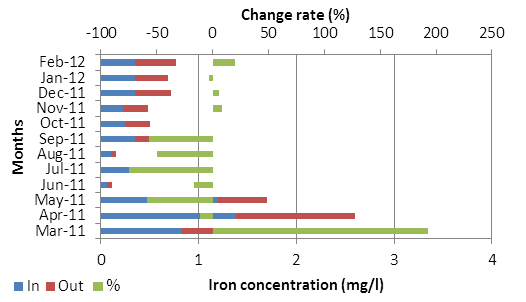 Change rate (%)
-100 -50 0 50 100 150 200 250
Feb-12
Jan-12
Dec-11
Nov-11
Oct-11
Sep-11
Aug-11
Jul-11
Jun-11
May-11
Apr-11
Mar-11
Months
0 1 2 3 4
In Out % Iron concentration (mg/l)